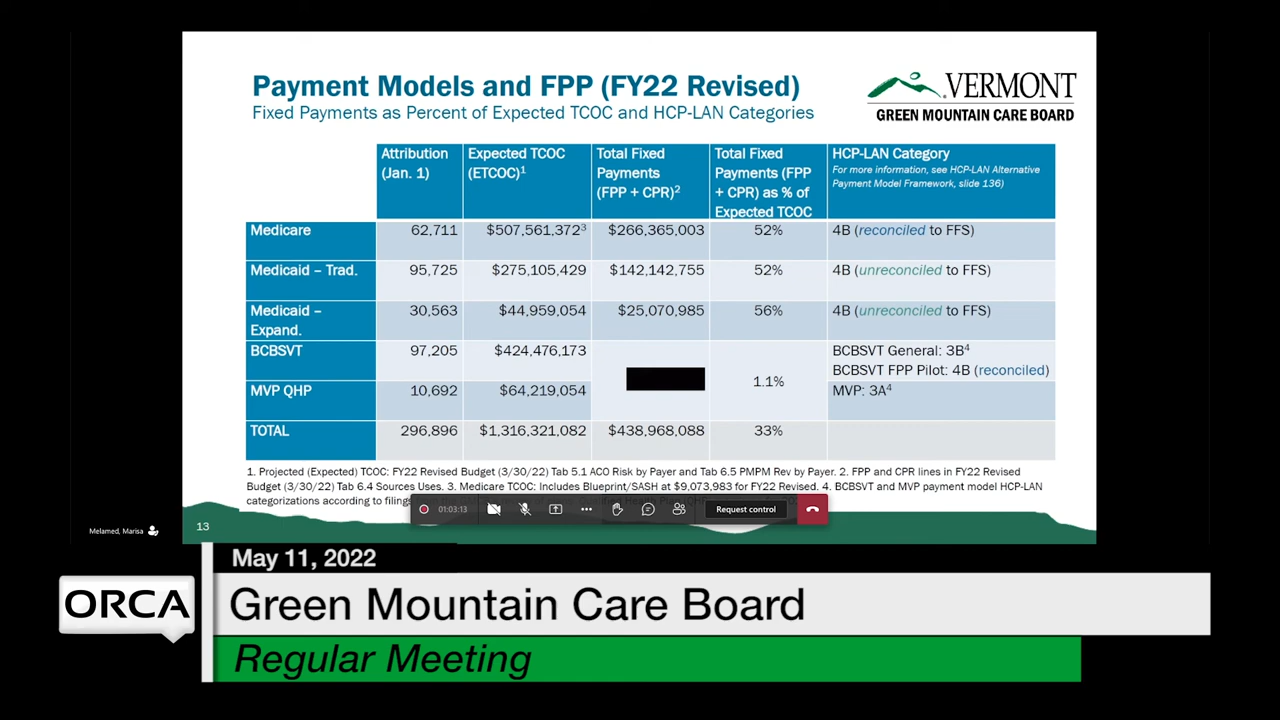 Payment Models and FPP (FY22 Revised)
Fixed Payments as Percent of Expected TCOC and HCP-LAN Categories
VERMONT
GREEN MOUNTAIN CARE BOARD
Attribution (Jan. 1)
Expected TCOC (ETCOC)1
Total Fixed Payments (FPP + CPR)2
Total Fixed Payments (FPP + CPR) as % of Expected TCOC
HCP-LAN Category
For more information, see HCP-LAN Alternative
Payment Model Framework, slide 136)
Medicare 62,711 $507,561,3723 $266,365,003 52% 4B (reconciled to FFS)
Medicaid – Trad. 95,725 $275,105,429 $142,142,755 52% 4B (unreconciled to FFS)
Medicaid – Expand. 30,563 $44,959,054 $25,070,985 56% 4B (unreconciled to FFS)
BCBSVT 97,205 $424,476,173 BCBSVT General: 3B4
BCBSVT FPP Pilot: 4B (reconciled)
1.1%
MVP QHP 10,692 $64,219,054 MVP: 3A4
TOTAL 296,896 $1,316,321,082 $438,968,088 33%
1. Projected (Expected) TCOC: FY22 Revised Budget (3/30/22) Tab 5.1 ACO Risk by Payer and Tab 6.5 PMPM Rev by Payer. 2. FPP and CPR lines in FY22 Revised
Budget (3/30/22) Tab 6.4 Sources Uses. 3. Medicare TCOC: Includes Blueprint/SASH at $9,073,983 for FY22 Revised. 4. BCBSVT and MVP payment model HCP-LAN
categorizations according to filings
01:03:13
Request control
Melamed, Marisa
13
May 11, 2022
ORCA
Green Mountain Care Board
Regular Meeting